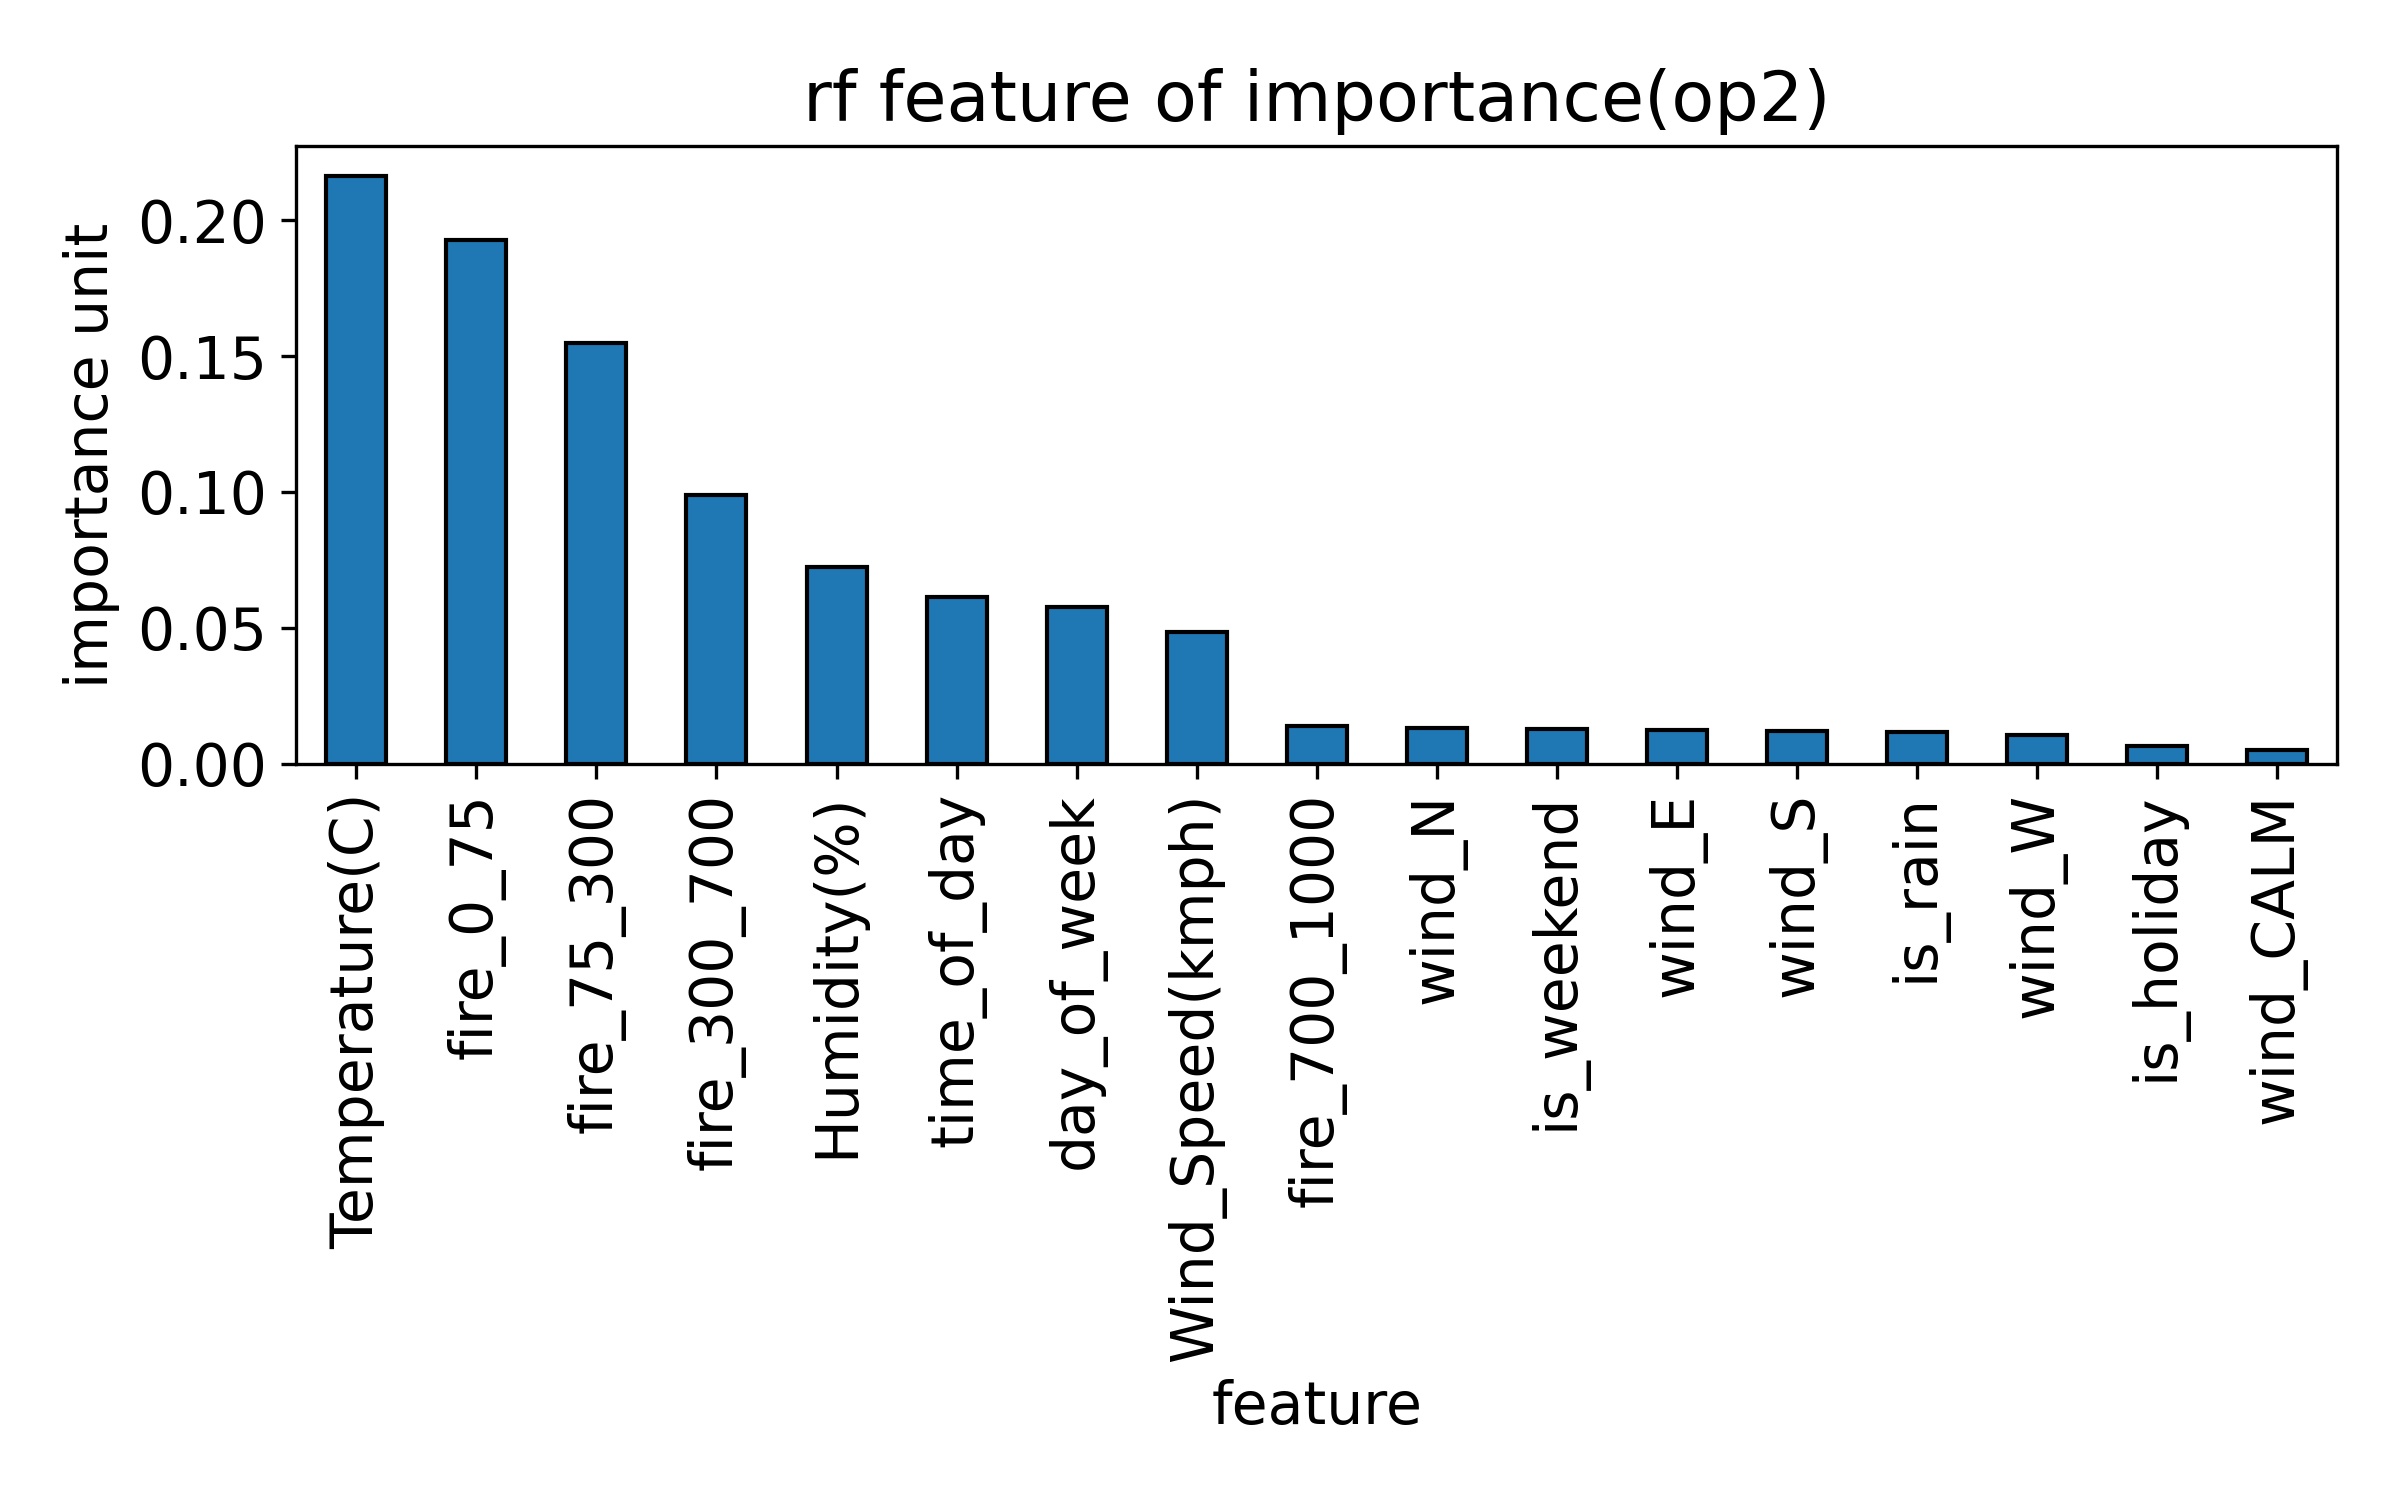 rf feature of importance(op2)
importance unit
0.20
0.15
0.10
0.05
0.00
Temperature(C)
fire_0_75
fire_75_300
fire_300_700
Humidity(%)
time_of_day
day_of_week
Wind_Speed(kmph)
fire_700_1000
wind_N
is_weekend
wind_E
wind_S
is_rain
wind_W
is_holiday
wind_CALM
feature